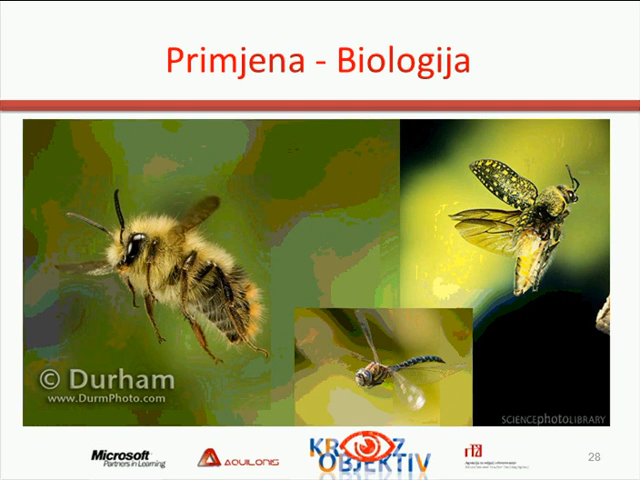 Primjena - Biologija
© Durham
www.DurmPhoto.com
SCIENCEphotoLIBRARY
Microsoft
Partners in Learning
AQUILONIS
KROZ
OBJEKTIV
28